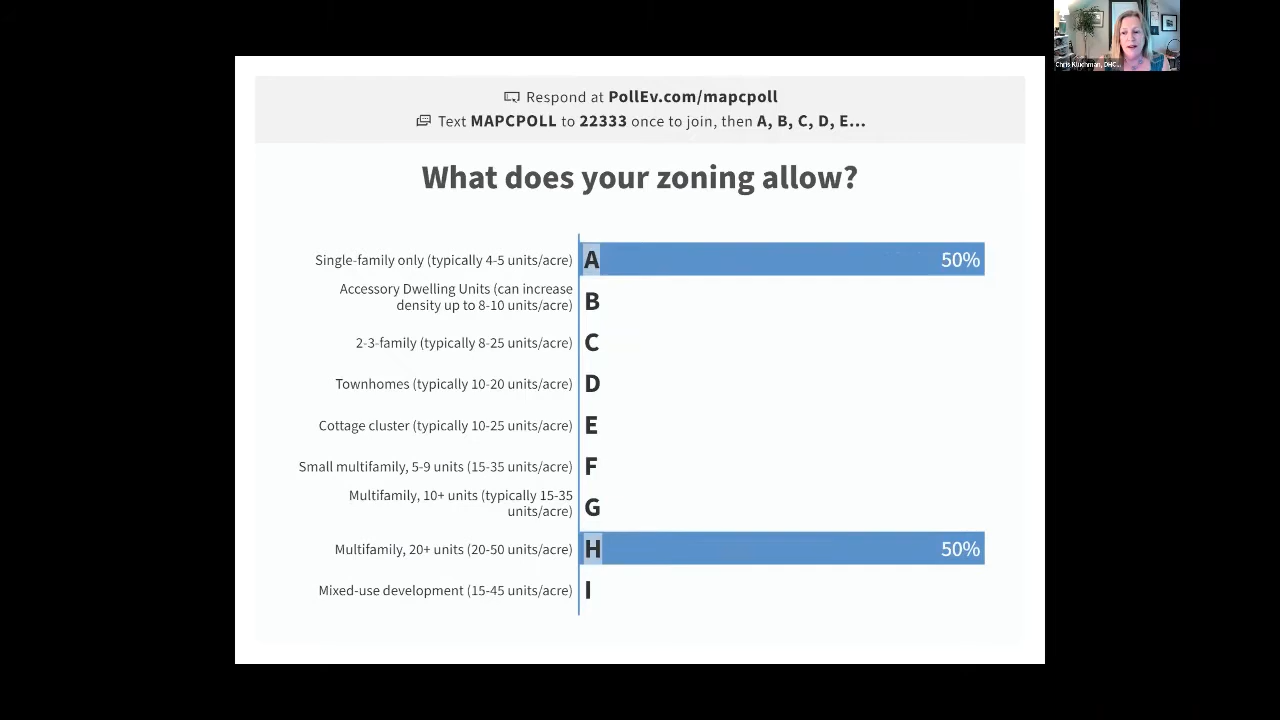 Respond at PollEv.com/mapcpoll
Text MAPCPOLL to 22333 once to join, then A, B, C, D, E...
What does your zoning allow?
Single-family only (typically 4-5 units/acre) A 50%
Accessory Dwelling Units (can increase
density up to 8-10 units/acre) B
2-3-family (typically 8-25 units/acre) C
Townhomes (typically 10-20 units/acre) D
Cottage cluster (typically 10-25 units/acre) E
Small multifamily, 5-9 units (15-35 units/acre) F
Multifamily, 10+ units (typically 15-35
units/acre) G
Multifamily, 20+ units (20-50 units/acre) H 50%
Mixed-use development (15-45 units/acre) I
Chris Kluchman, DHC...